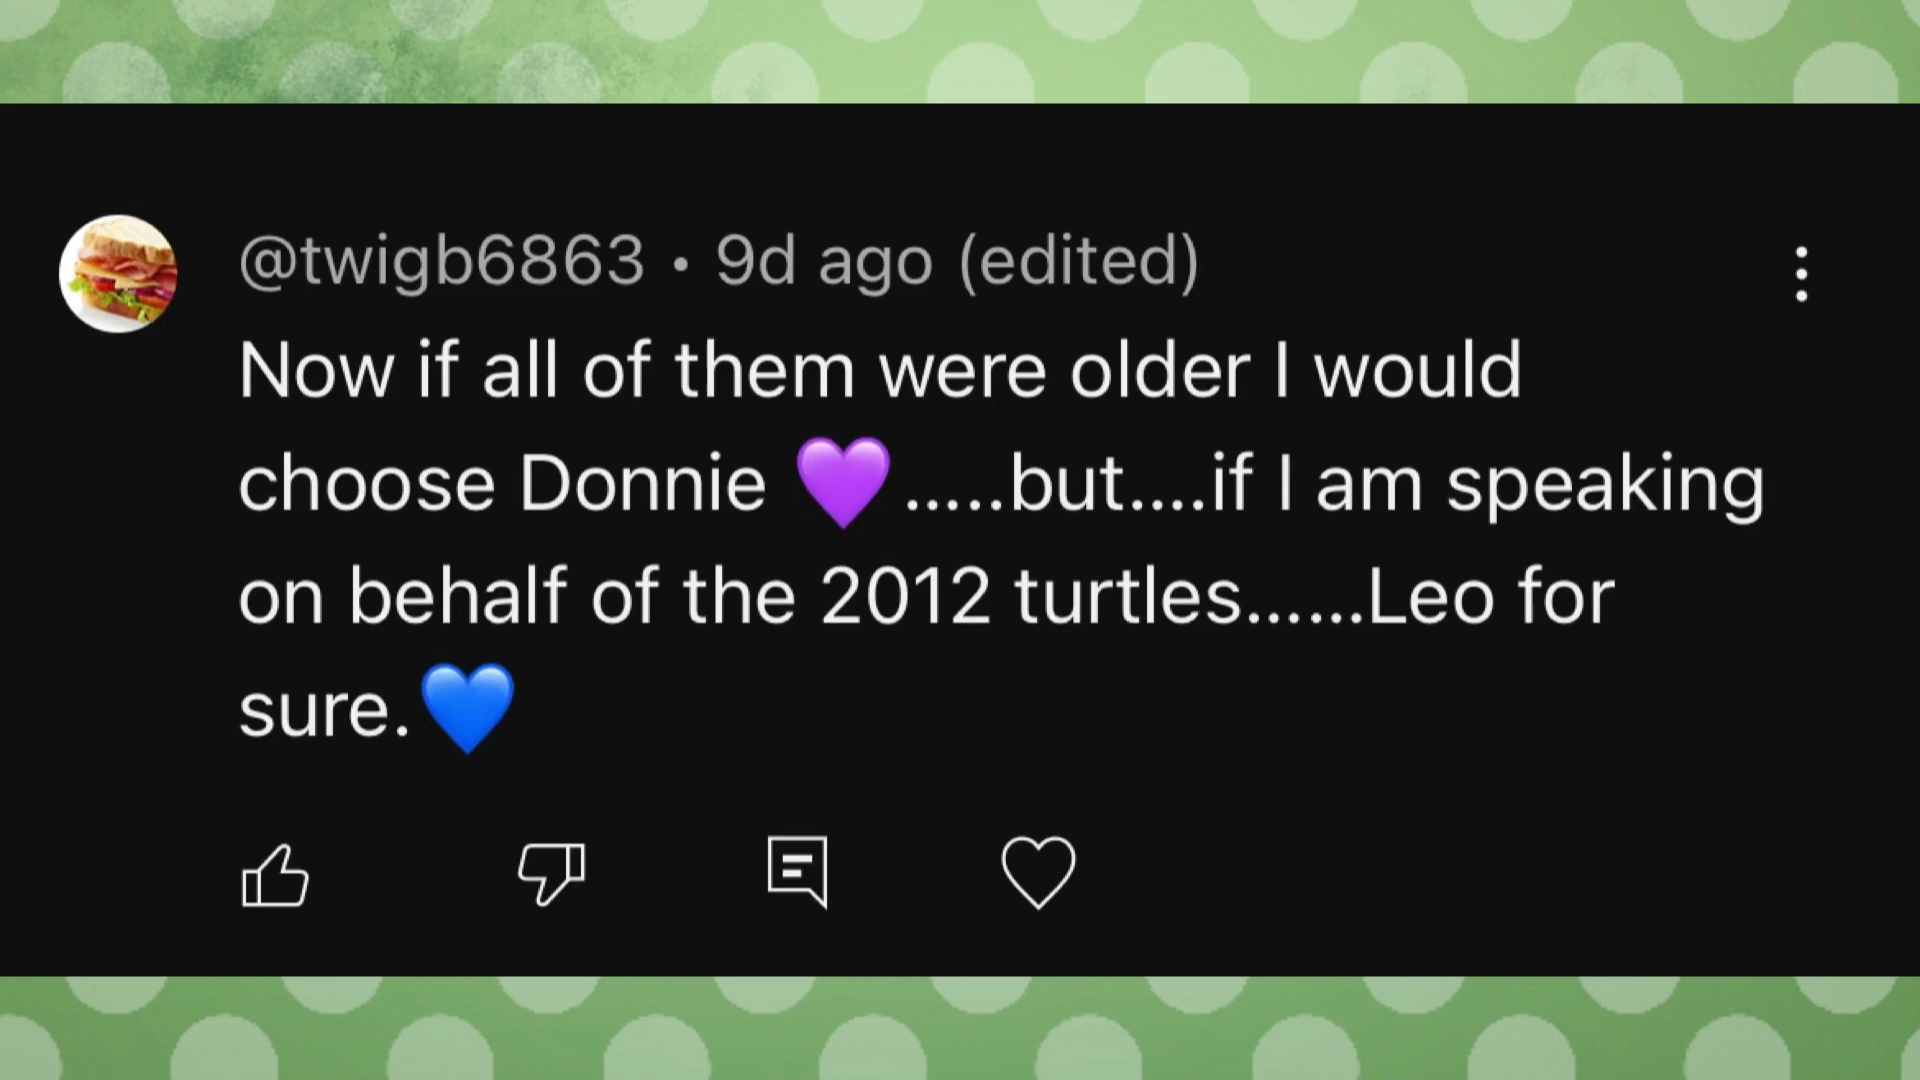 @twigb6863 • 9d ago (edited)
Now if all of them were older I would
choose Donnie 💜.....but....if I am speaking
on behalf of the 2012 turtles......Leo for
sure.💙